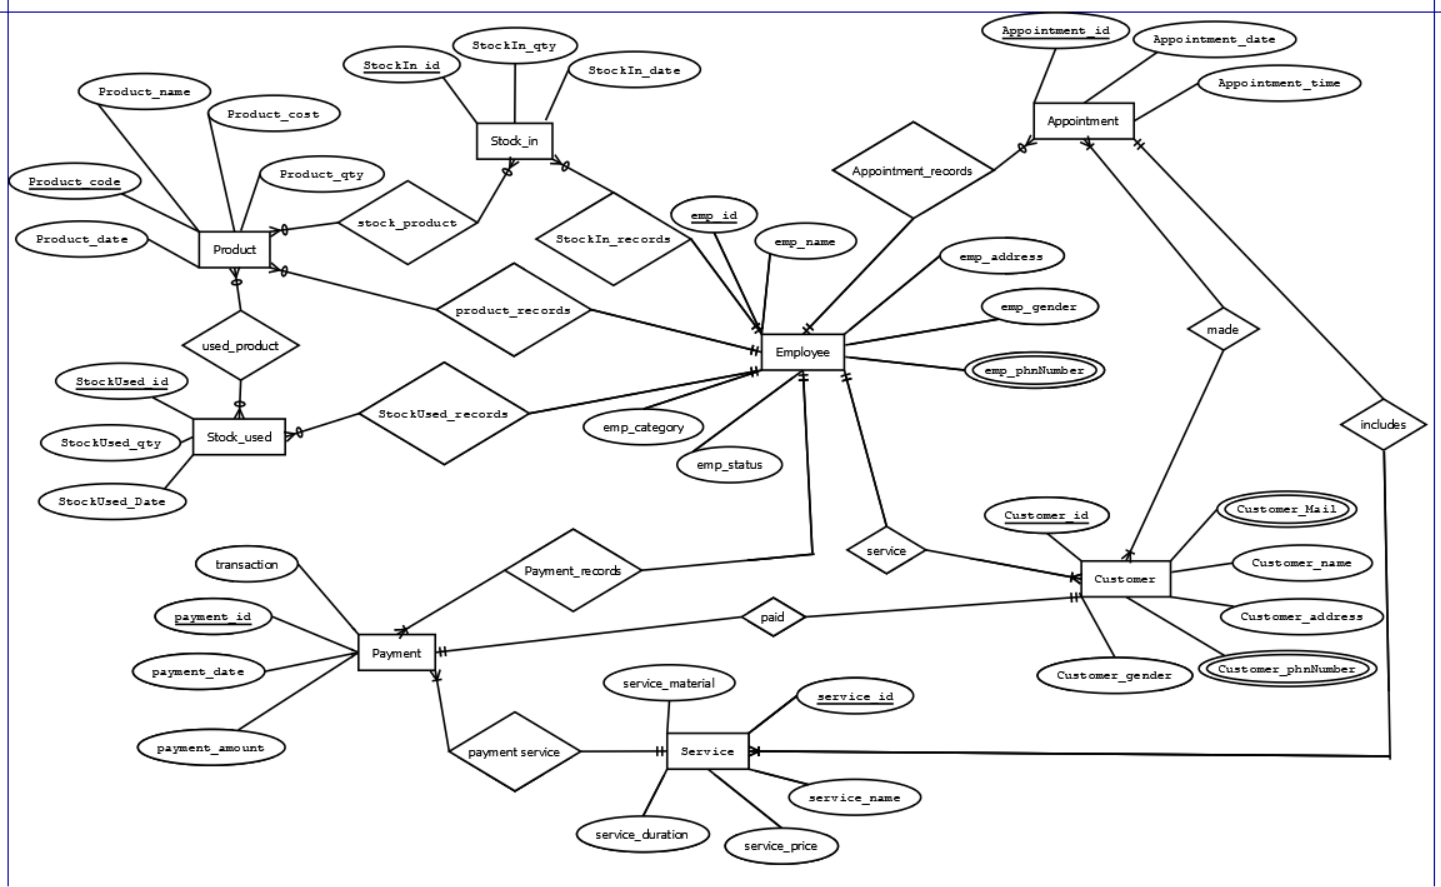 Appointment_id
Appointment_date
StockIn_qty
StockIn_id
StockIn_date
Appointment_time
Product_name
Product_cost
Appointment
Stock_in
Appointment_records
Product_qty
Product_code
emp_id
stock_product
Product_date
StockIn_records
emp_name
Product
emp_address
emp_gender
product_records
made
used_product
Employee
emp_phnNumber
StockUsed_id
StockUsed_records
includes
emp_category
Stock_used
StockUsed_qty
emp_status
StockUsed_Date
Customer_id
Customer_Mail
service
transaction
Payment_records
Customer_name
Customer
payment_id
paid
Customer_address
Payment
payment_date
Customer_phnNumber
Customer_gender
service_material
service_id
payment_amount
payment service
Service
service_name
service_duration
service_price